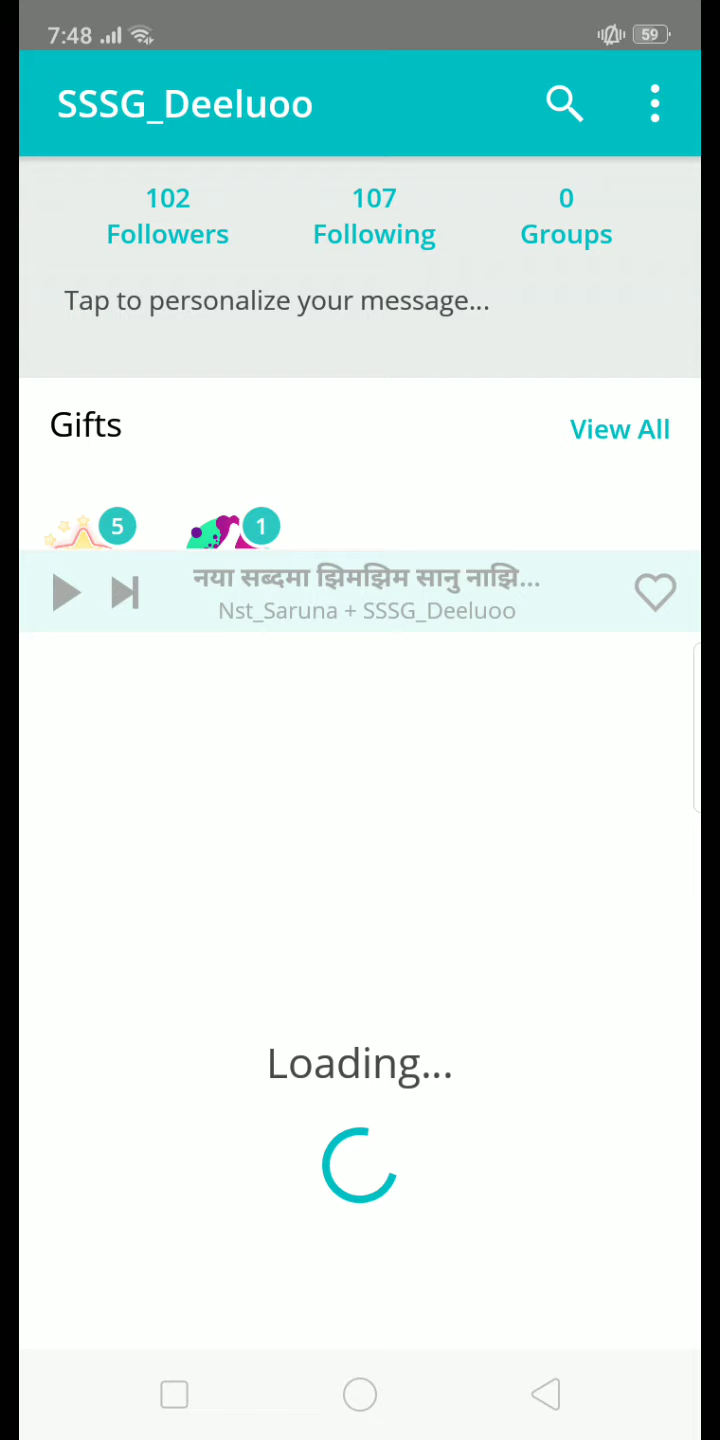 7:48
59
SSSG_Deeluoo
102 107 0
Followers Following Groups
Tap to personalize your message...
Gifts
View All
5 1
नया सब्दमा झिमझिम सानु नाझि...
Nst_Saruna + SSSG_Deeluoo
Loading...